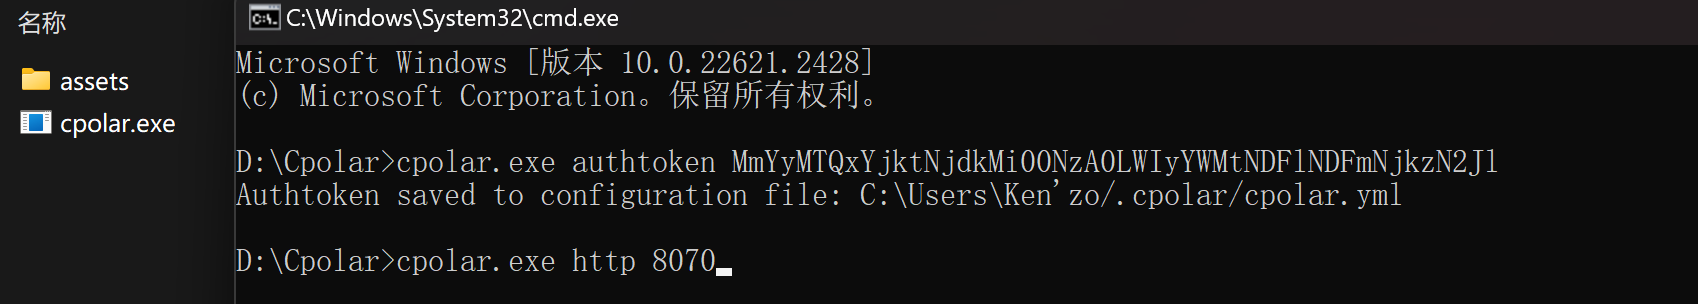 名称
assets
cpolar.exe
C:\Windows\System32\cmd.exe
Microsoft Windows [版本 10.0.22621.2428]
(c) Microsoft Corporation。保留所有权利。
D:\Cpolar>cpolar.exe authtoken MmYyMTQxYjktNjdkMi00NzA0LWIyYWMtNDFlNDFmNjkzN2Jl
Authtoken saved to configuration file: C:\Users\Ken'zo/.cpolar/cpolar.yml
D:\Cpolar>cpolar.exe http 8070